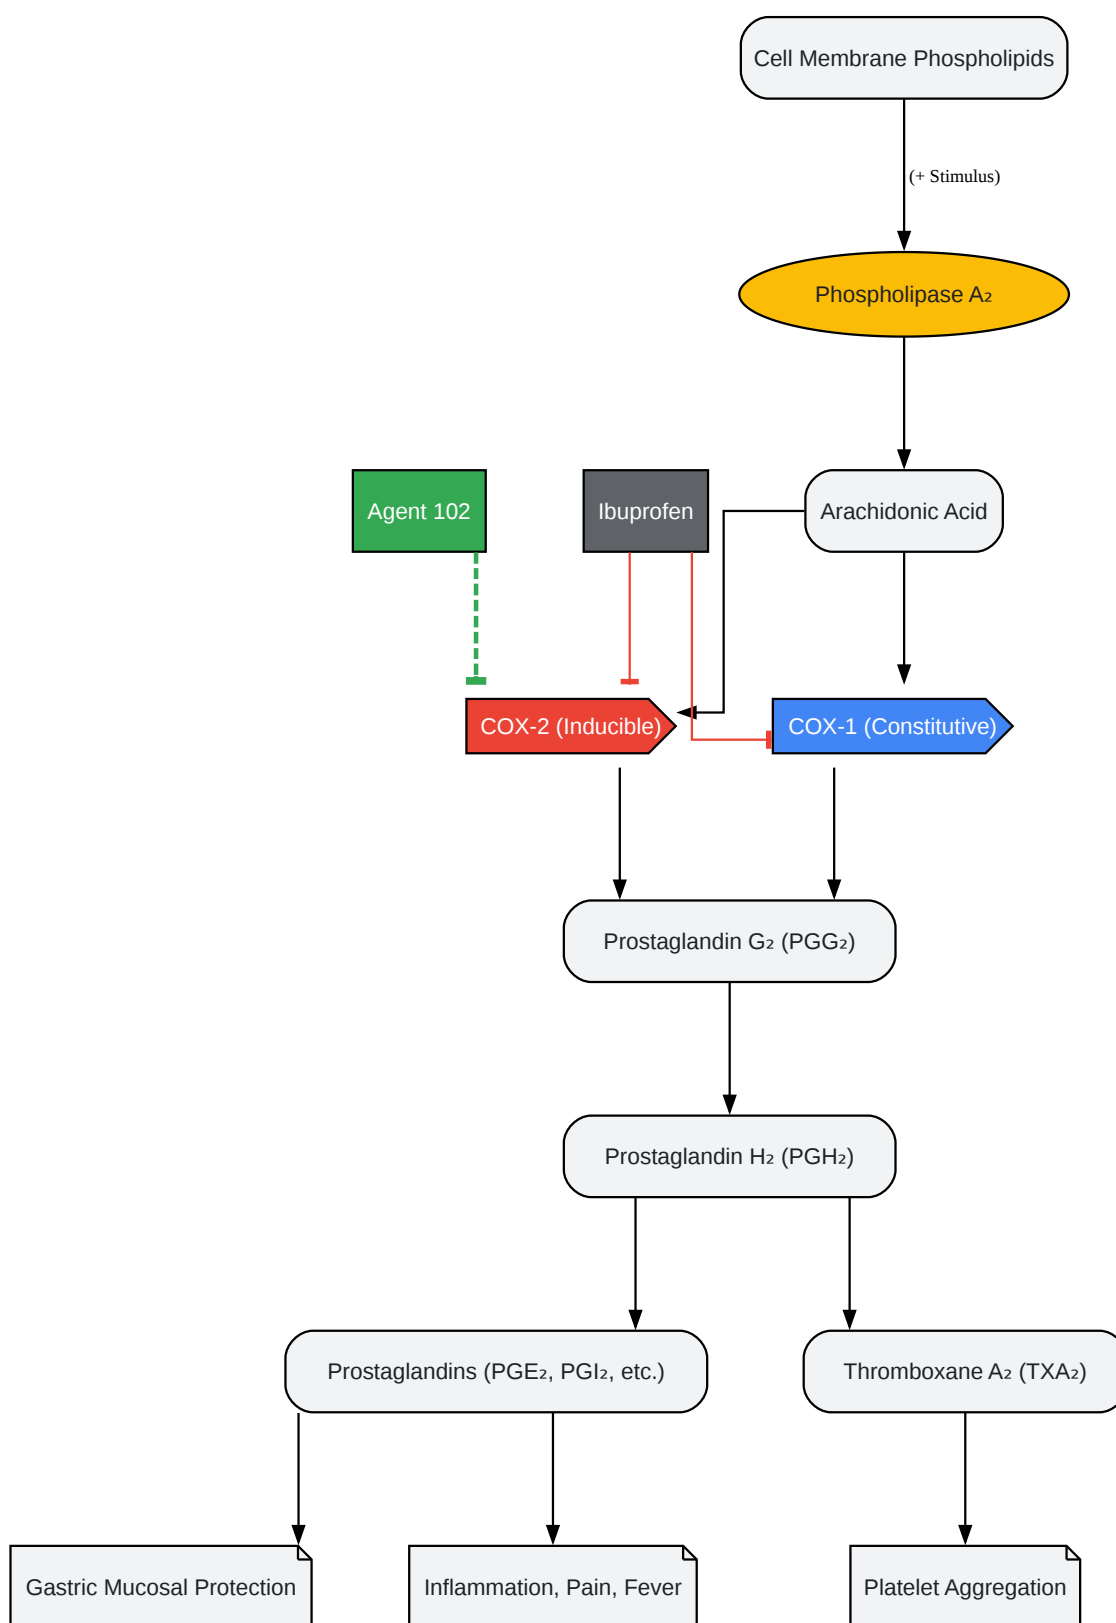 Cell Membrane Phospholipids
(+ Stimulus)
Phospholipase A₂
Agent 102
Ibuprofen
Arachidonic Acid
COX-2 (Inducible)
COX-1 (Constitutive)
Prostaglandin G₂ (PGG₂)
Prostaglandin H₂ (PGH₂)
Prostaglandins (PGE₂, PGI₂, etc.)
Thromboxane A₂ (TXA₂)
Gastric Mucosal Protection
Inflammation, Pain, Fever
Platelet Aggregation